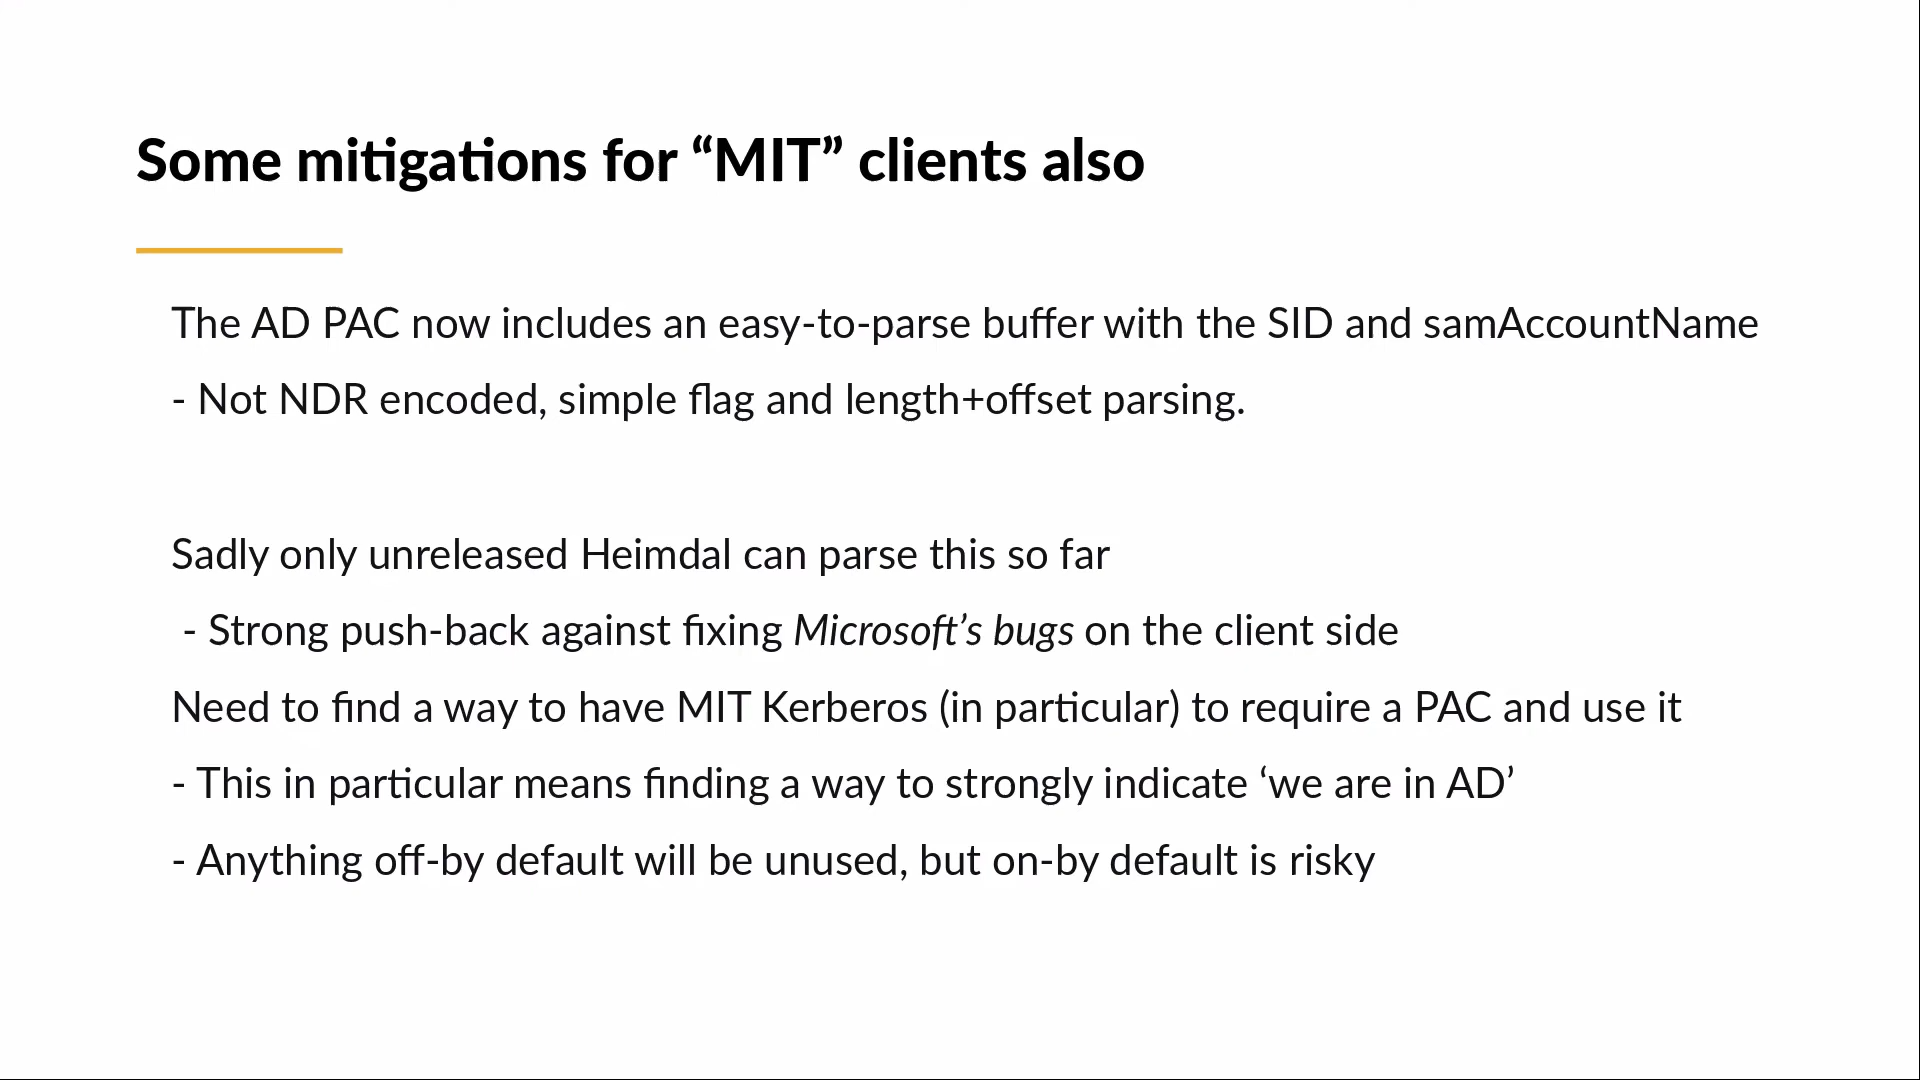 Some mitigations for “MIT” clients also
The AD PAC now includes an easy-to-parse buffer with the SID and samAccountName
- Not NDR encoded, simple flag and length+offset parsing.
Sadly only unreleased Heimdal can parse this so far
- Strong push-back against fixing Microsoft’s bugs on the client side
Need to find a way to have MIT Kerberos (in particular) to require a PAC and use it
- This in particular means finding a way to strongly indicate ‘we are in AD’
- Anything off-by default will be unused, but on-by default is risky